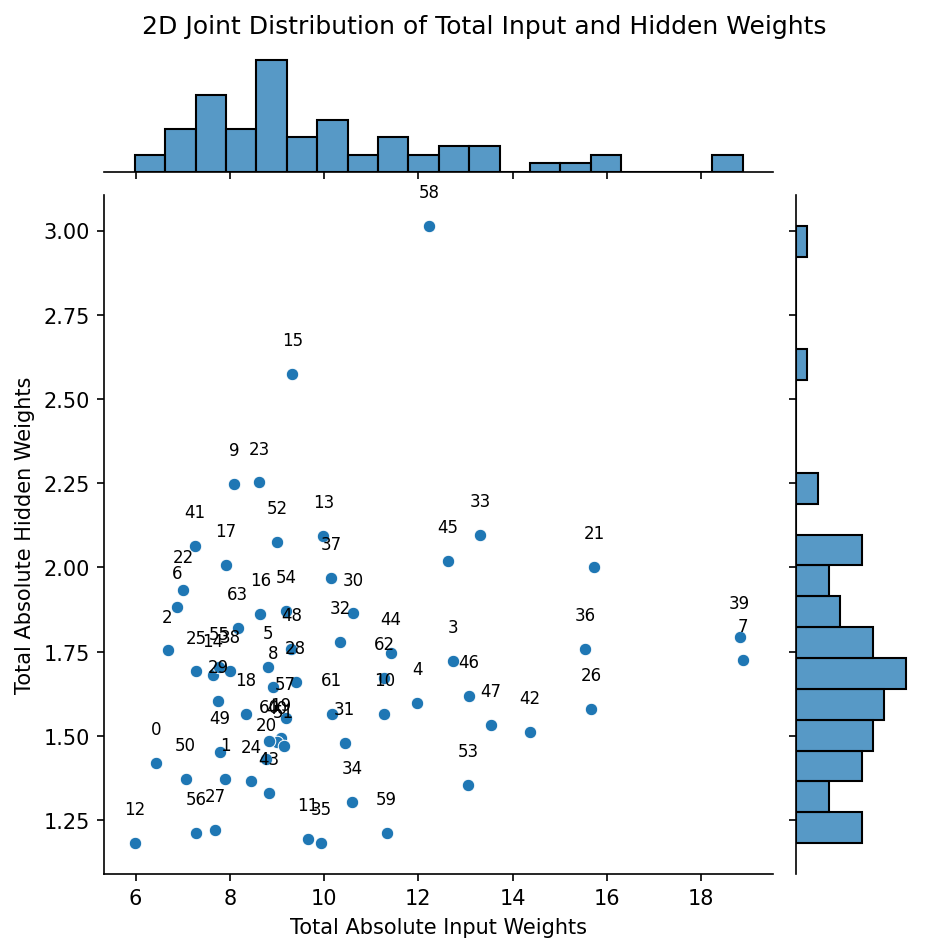 2D Joint Distribution of Total Input and Hidden Weights
58
3.00
2.75
15
2.50
9 23
2.25
41 52 13 33
17 37 45 21
2.00
22
6 16 54 30
63 32 39
2 48 44 36 7
25 38 5 28 62 3
1.75
14 8 46
29 18 57 61 10 4 26
49 31 47 42
20
1.50
0 50 1 24 43 34 53
12 56 27 11 35 59
1.25
Total Absolute Hidden Weights
6 8 10 12 14 16 18
Total Absolute Input Weights